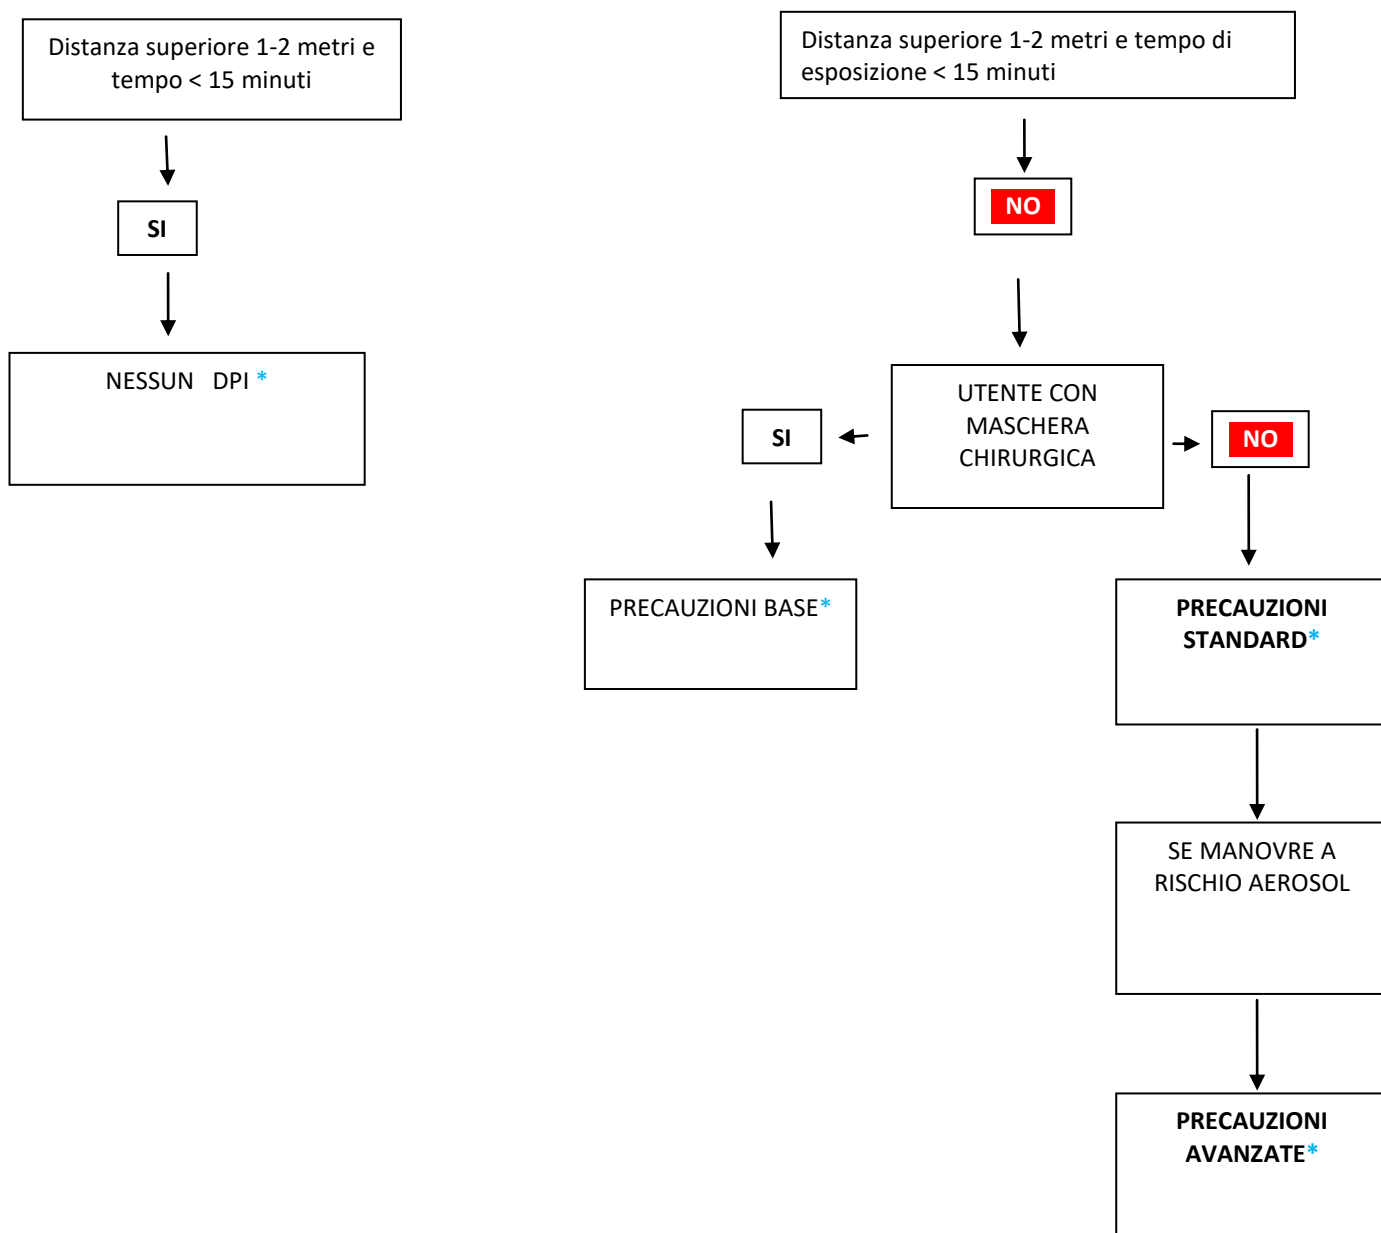 Distanza superiore 1-2 metri e
tempo < 15 minuti
SI
NESSUN DPI *
Distanza superiore 1-2 metri e tempo di
esposizione < 15 minuti
NO
UTENTE CON
MASCHERA
CHIRURGICA
SI
NO
PRECAUZIONI BASE*
PRECAUZIONI
STANDARD*
SE MANOVRE A
RISCHIO AEROSOL
PRECAUZIONI
AVANZATE*